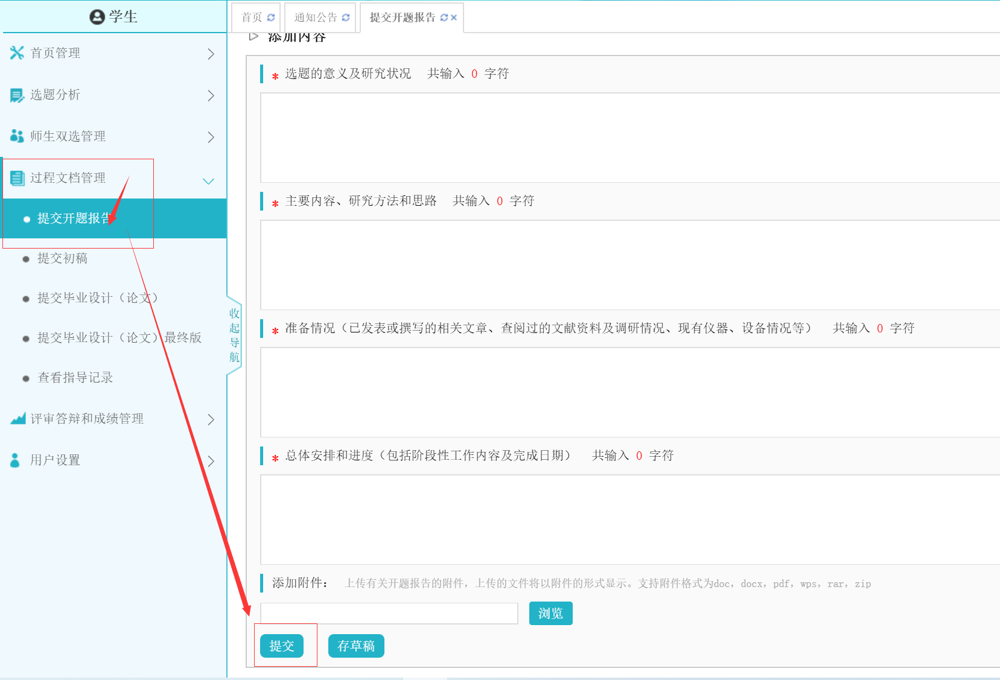 学生
首页
通知公告
提交开题报告
首页管理
选题分析
师生双选管理
过程文档管理
提交开题报告
提交初稿
提交毕业设计（论文）
提交毕业设计（论文）最终版
查看指导记录
评审答辩和成绩管理
用户设置
收起导航
添加内容
* 选题的意义及研究状况 共输入 0 字符
* 主要内容、研究方法和思路 共输入 0 字符
* 准备情况（已发表或撰写的相关文章、查阅过的文献资料及调研情况、现有仪器、设备情况等） 共输入 0 字符
* 总体安排和进度（包括阶段性工作内容及完成日期） 共输入 0 字符
添加附件： 上传有关开题报告的附件，上传的文件将以附件的形式显示。支持附件格式为doc，docx，pdf，wps，rar，zip
浏览
提交 存草稿